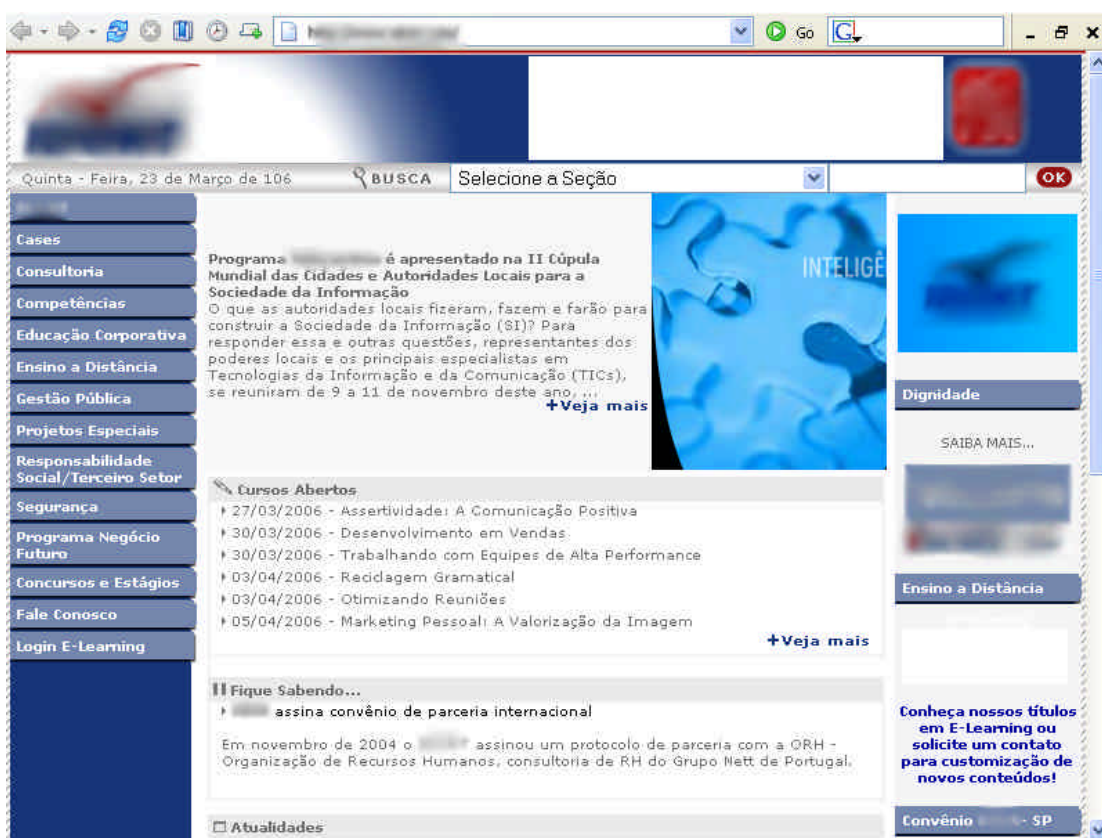 Go
Quinta - Feira, 23 de Março de 106
BUSCA
Selecione a Seção
OK
Cases
Consultoria
Competências
Educação Corporativa
Ensino a Distância
Gestão Pública
Projetos Especiais
Responsabilidade
Social/Terceiro Setor
Segurança
Programa Negócio
Futuro
Concursos e Estágios
Fale Conosco
Login E-Learning
Programa é apresentado na II Cúpula
Mundial das Cidades e Autoridades Locais para a
Sociedade da Informação
O que as autoridades locais fizeram, fazem e farão para
construir a Sociedade da Informação (SI)? Para
responder essa e outras questões, representantes dos
poderes locais e os principais especialistas em
Tecnologias da Informação e da Comunicação (TICs),
se reuniram de 9 a 11 de novembro deste ano, ...
+Veja mais
INTELIGÊ
Cursos Abertos
27/03/2006 - Assertividade: A Comunicação Positiva
30/03/2006 - Desenvolvimento em Vendas
30/03/2006 - Trabalhando com Equipes de Alta Performance
03/04/2006 - Reciclagem Gramatical
03/04/2006 - Otimizando Reuniões
05/04/2006 - Marketing Pessoal: A Valorização da Imagem
+Veja mais
Fique Sabendo...
assina convênio de parceria internacional
Em novembro de 2004 o assinou um protocolo de parceria com a ORH -
Organização de Recursos Humanos, consultoria de RH do Grupo Nett de Portugal.
Atualidades
Dignidade
SAIBA MAIS...
Ensino a Distância
Conheça nossos títulos
em E-Learning ou
solicite um contato
para customização de
novos conteúdos!
Convênio - SP